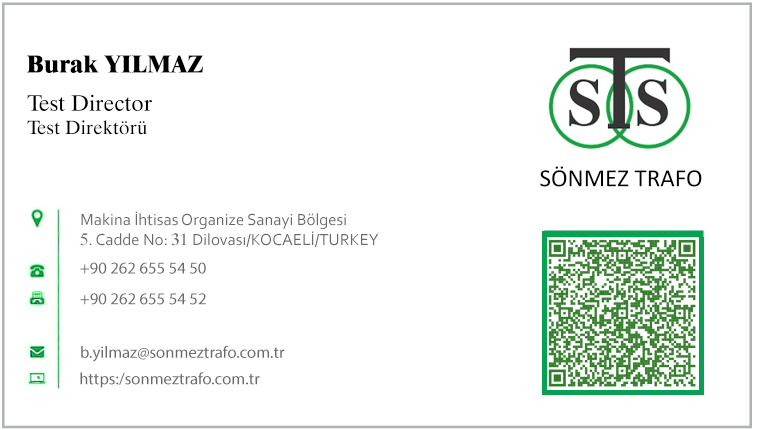 Burak YILMAZ
Test Director
Test Direktörü
STS
SÖNMEZ TRAFO
Makina İhtisas Organize Sanayi Bölgesi
5. Cadde No: 31 Dilovası/KOCAELİ/TURKEY
+90 262 655 54 50
+90 262 655 54 52
b.yilmaz@sonmeztrafo.com.tr
https:/sonmeztrafo.com.tr